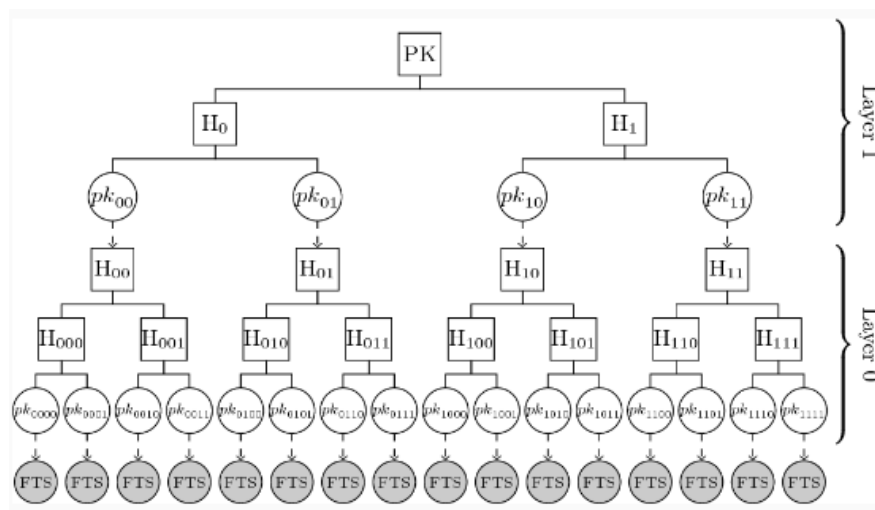 PK
H₀ H₁
Layer 1
pk₀₀ pk₀₁ pk₁₀ pk₁₁
H₀₀ H₀₁ H₁₀ H₁₁
H₀₀₀ H₀₀₁ H₀₁₀ H₀₁₁ H₁₀₀ H₁₀₁ H₁₁₀ H₁₁₁
Layer 0
pk₀₀₀₀ pk₀₀₀₁ pk₀₀₁₀ pk₀₀₁₁ pk₀₁₀₀ pk₀₁₀₁ pk₀₁₁₀ pk₀₁₁₁ pk₁₀₀₀ pk₁₀₀₁ pk₁₀₁₀ pk₁₀₁₁ pk₁₁₀₀ pk₁₁₀₁ pk₁₁₁₀ pk₁₁₁₁
FTS FTS FTS FTS FTS FTS FTS FTS FTS FTS FTS FTS FTS FTS FTS FTS